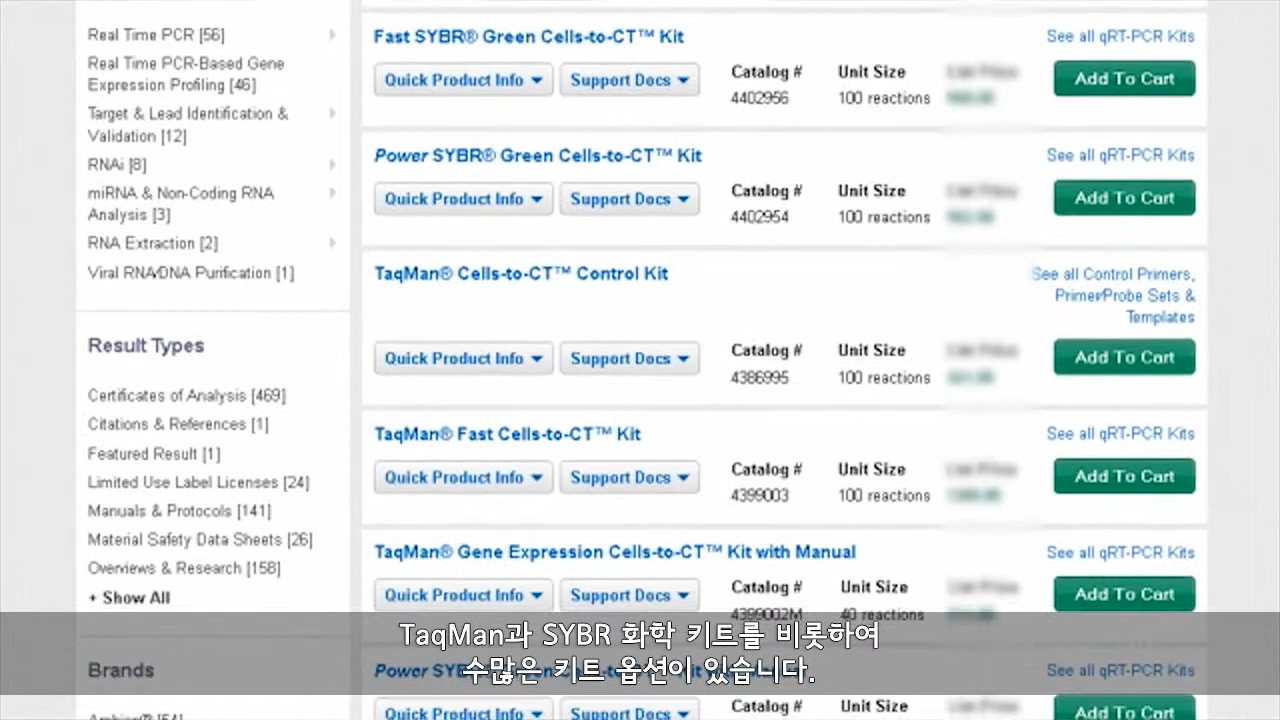 Real Time PCR [56]
Real Time PCR-Based Gene
Expression Profiling [46]
Target & Lead Identification &
Validation [12]
RNAi [8]
miRNA & Non-Coding RNA
Analysis [3]
RNA Extraction [2]
Viral RNA/DNA Purification [1]
Result Types
Certificates of Analysis [469]
Citations & References [1]
Featured Result [1]
Limited Use Label Licenses [24]
Manuals & Protocols [141]
Material Safety Data Sheets [26]
Overviews & Research [158]
+ Show All
Brands
Fast SYBR® Green Cells-to-CT™ Kit
See all qRT-PCR Kits
Quick Product Info Support Docs Catalog # Unit Size Add To Cart
4402956 100 reactions
Power SYBR® Green Cells-to-CT™ Kit
See all qRT-PCR Kits
Quick Product Info Support Docs Catalog # Unit Size Add To Cart
4402954 100 reactions
TaqMan® Cells-to-CT™ Control Kit
See all Control Primers,
Primer/Probe Sets &
Templates
Quick Product Info Support Docs Catalog # Unit Size Add To Cart
4386995 100 reactions
TaqMan® Fast Cells-to-CT™ Kit
See all qRT-PCR Kits
Quick Product Info Support Docs Catalog # Unit Size Add To Cart
4399003 100 reactions
TaqMan® Gene Expression Cells-to-CT™ Kit with Manual
See all qRT-PCR Kits
Quick Product Info Support Docs Catalog # Unit Size Add To Cart
4399002M 40 reactions
Power
See all qRT-PCR Kits
Quick Product Info Support Docs Catalog # Unit Size Add To Cart
TaqMan과 SYBR 화학 키트를 비롯하여
수많은 키트 옵션이 있습니다.